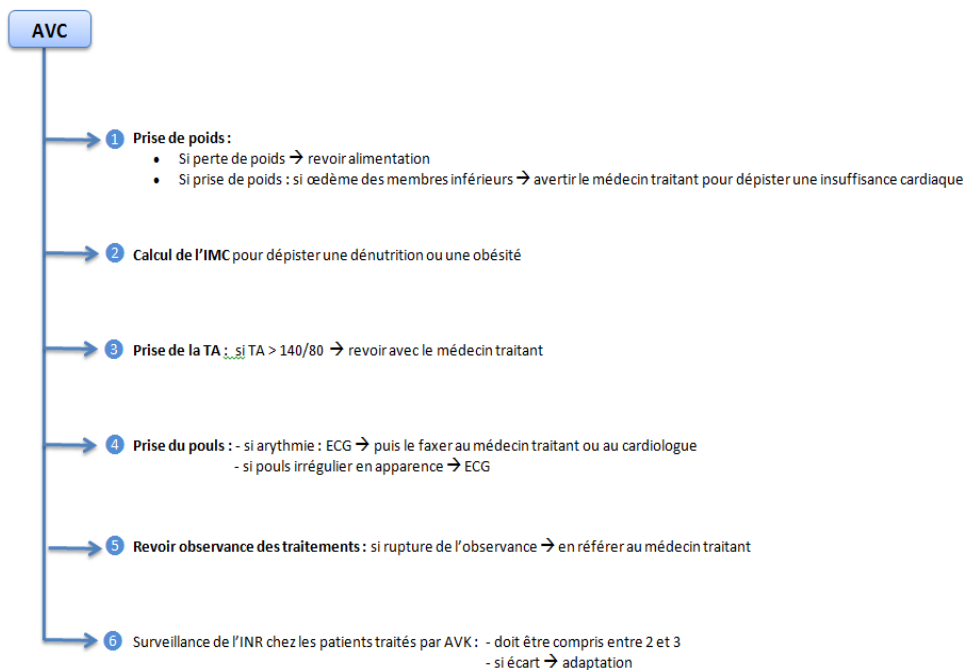 AVC
1 Prise de poids :
• Si perte de poids → revoir alimentation
• Si prise de poids : si œdème des membres inférieurs → avertir le médecin traitant pour dépister une insuffisance cardiaque
2 Calcul de l'IMC pour dépister une dénutrition ou une obésité
3 Prise de la TA : si TA > 140/80 → revoir avec le médecin traitant
4 Prise du pouls : - si arythmie : ECG → puis le faxer au médecin traitant ou au cardiologue
- si pouls irrégulier en apparence → ECG
5 Revoir observance des traitements : si rupture de l'observance → en référer au médecin traitant
6 Surveillance de l'INR chez les patients traités par AVK : - doit être compris entre 2 et 3
- si écart → adaptation